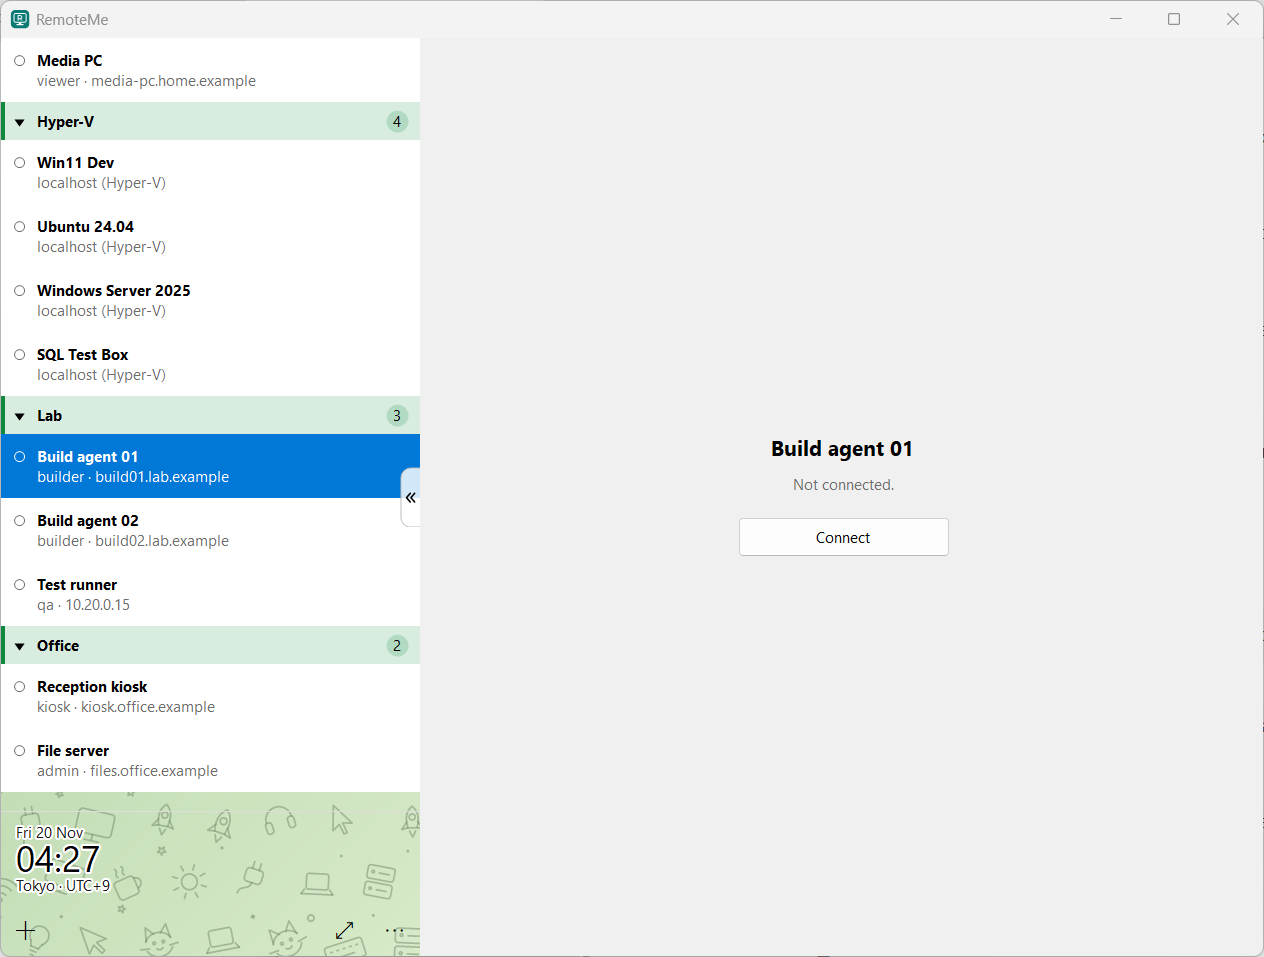 RemoteMe
Media PC
viewer · media-pc.home.example
Hyper-V 4
Win11 Dev
localhost (Hyper-V)
Ubuntu 24.04
localhost (Hyper-V)
Windows Server 2025
localhost (Hyper-V)
SQL Test Box
localhost (Hyper-V)
Lab 3
Build agent 01
builder · build01.lab.example
Build agent 02
builder · build02.lab.example
Test runner
qa · 10.20.0.15
Office 2
Reception kiosk
kiosk · kiosk.office.example
File server
admin · files.office.example
Fri 20 Nov
04:27
Tokyo · UTC+9
Build agent 01
Not connected.
Connect